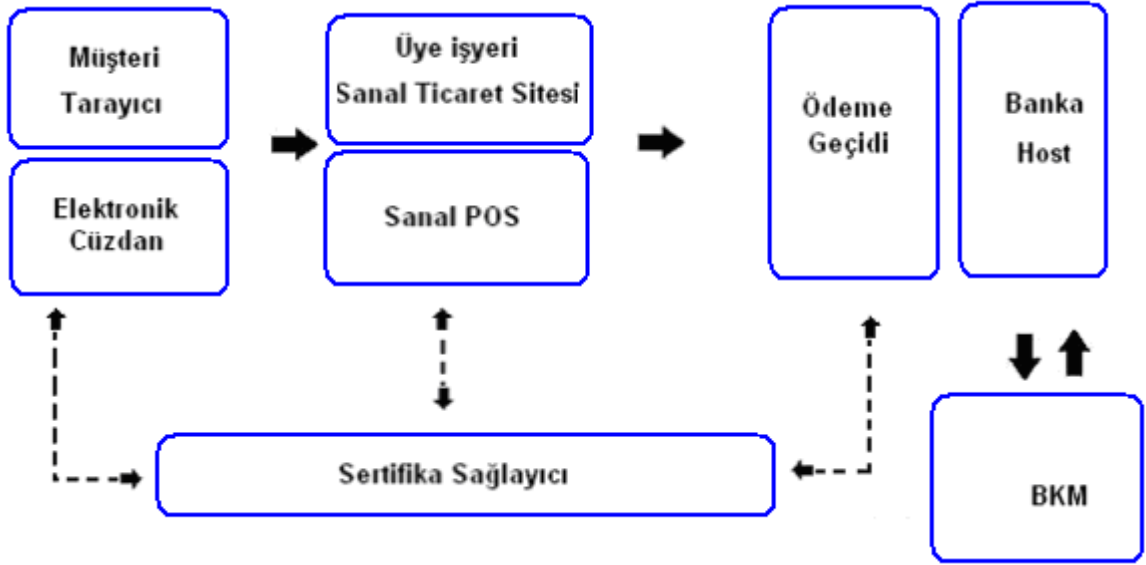 Müşteri
Tarayıcı
Elektronik
Cüzdan
Üye işyeri
Sanal Ticaret Sitesi
Sanal POS
Ödeme
Geçidi
Banka
Host
Sertifika Sağlayıcı
BKM